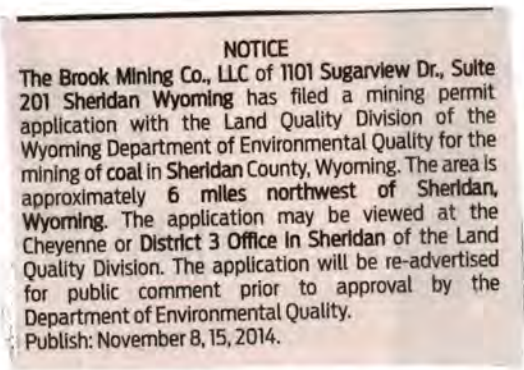 NOTICE
The Brook Mining Co., LLC of 1101 Sugarview Dr., Suite
201 Sheridan Wyoming has filed a mining permit
application with the Land Quality Division of the
Wyoming Department of Environmental Quality for the
mining of coal in Sheridan County, Wyoming. The area is
approximately 6 miles northwest of Sheridan,
Wyoming. The application may be viewed at the
Cheyenne or District 3 Office in Sheridan of the Land
Quality Division. The application will be re-advertised
for public comment prior to approval by the
Department of Environmental Quality.
Publish: November 8, 15, 2014.